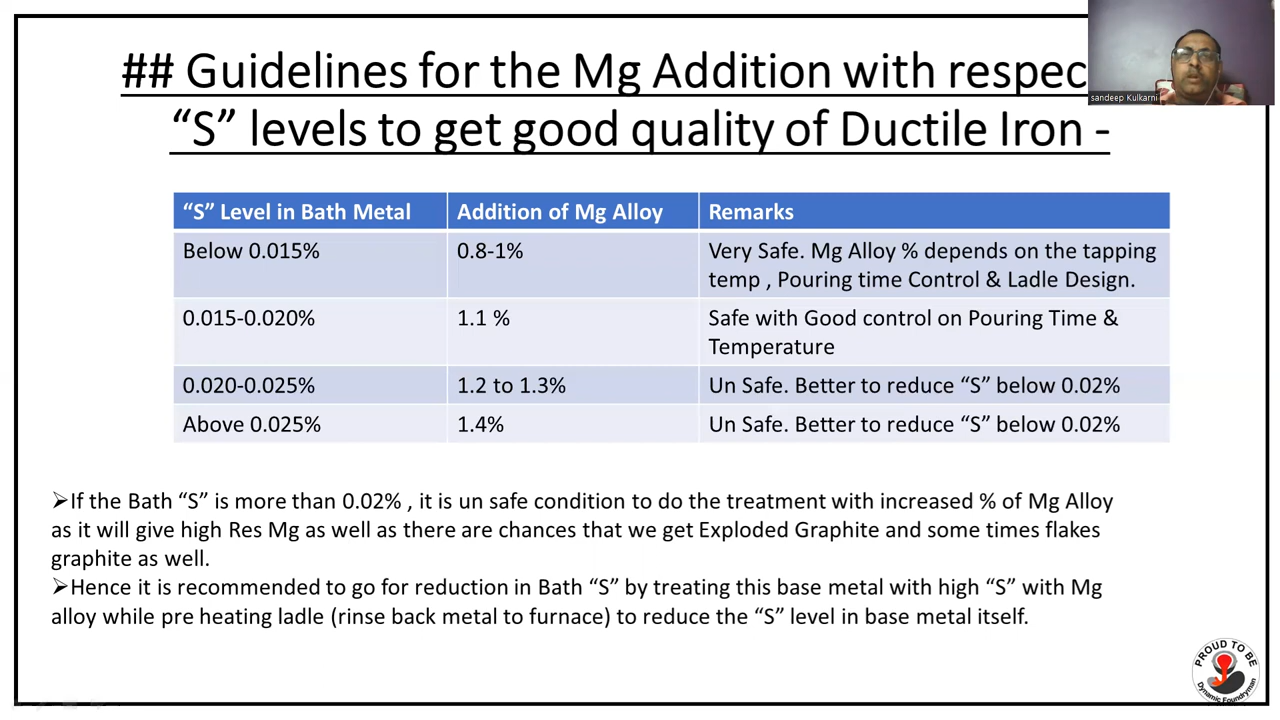 ## Guidelines for the Mg Addition with respec
“S” levels to get good quality of Ductile Iron -
sandeep Kulkarni
“S” Level in Bath Metal
Addition of Mg Alloy
Remarks
Below 0.015%
0.8-1%
Very Safe. Mg Alloy % depends on the tapping
temp , Pouring time Control & Ladle Design.
0.015-0.020%
1.1 %
Safe with Good control on Pouring Time &
Temperature
0.020-0.025%
1.2 to 1.3%
Un Safe. Better to reduce “S” below 0.02%
Above 0.025%
1.4%
Un Safe. Better to reduce “S” below 0.02%
➢If the Bath “S” is more than 0.02% , it is un safe condition to do the treatment with increased % of Mg Alloy
as it will give high Res Mg as well as there are chances that we get Exploded Graphite and some times flakes
graphite as well.
➢Hence it is recommended to go for reduction in Bath “S” by treating this base metal with high “S” with Mg
alloy while pre heating ladle (rinse back metal to furnace) to reduce the “S” level in base metal itself.
PROUD TO BE
Dynamic Foundryman